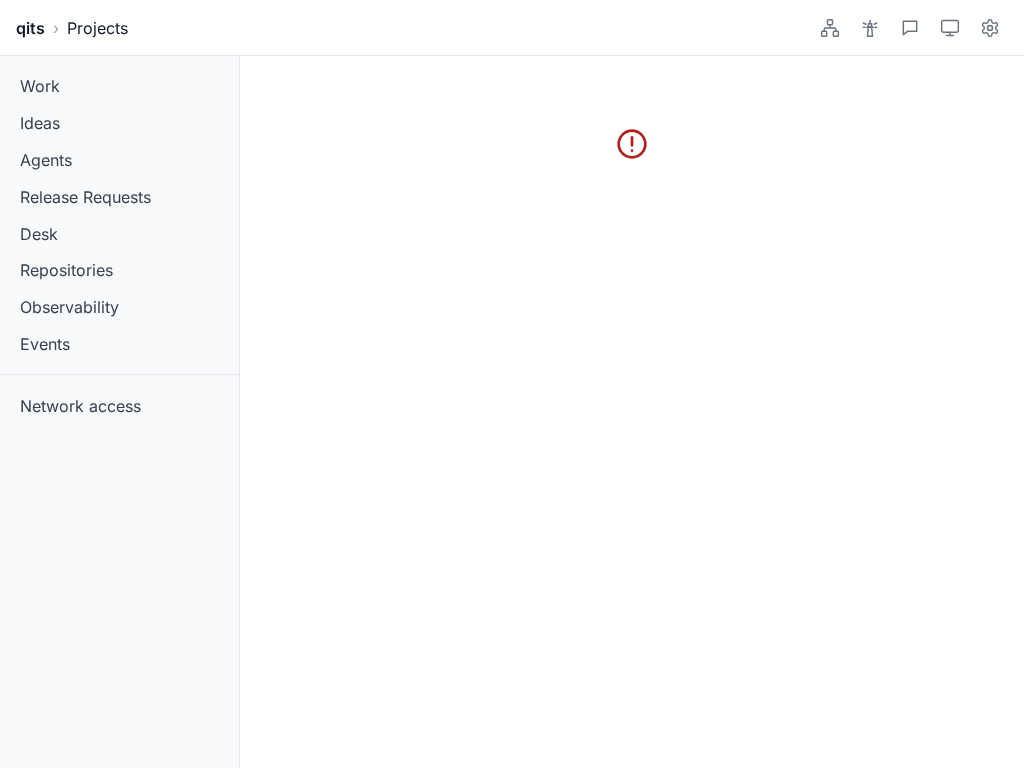 qits › Projects
Work
Ideas
Agents
Release Requests
Desk
Repositories
Observability
Events
Network access